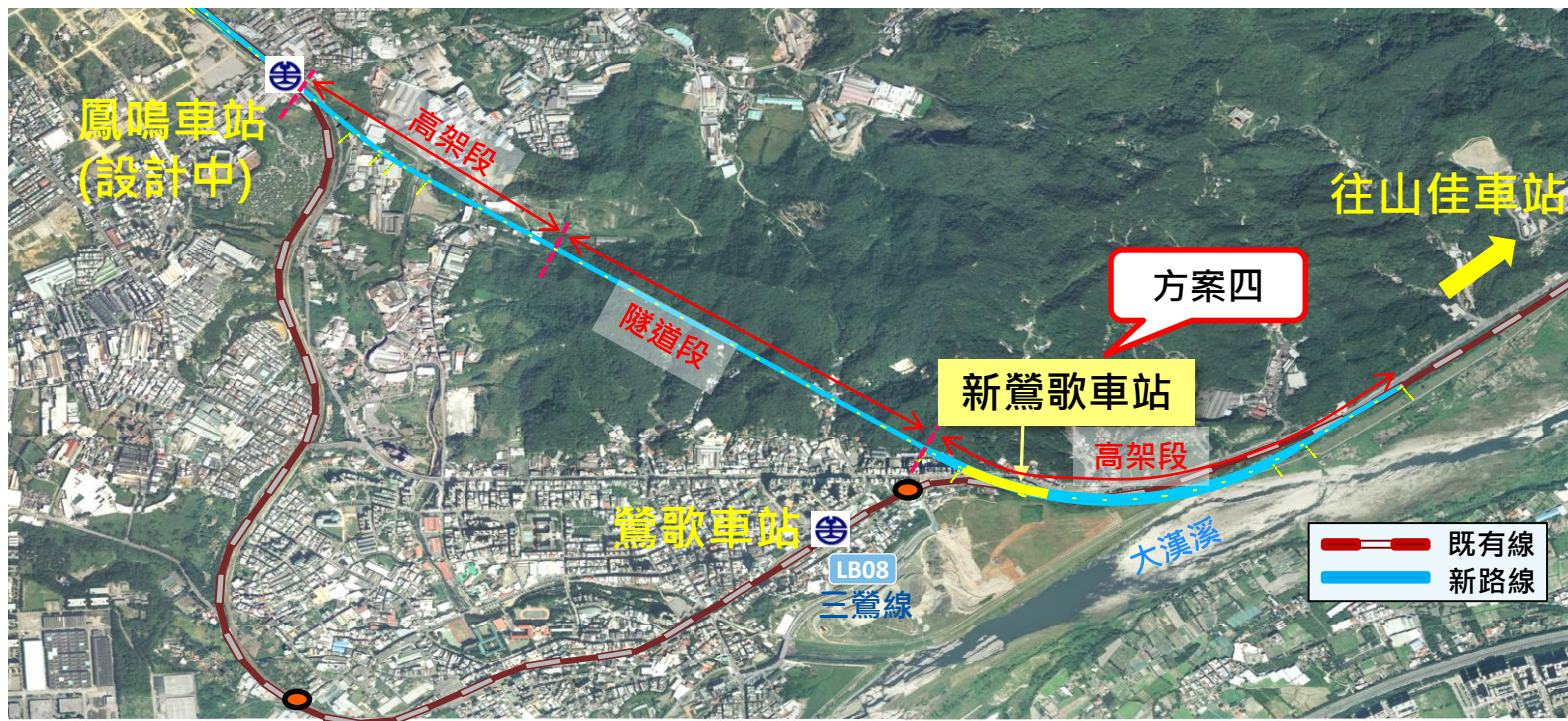 鳳鳴車站
(設計中)
高架段
往山佳車站
方案四
隧道段
新鶯歌車站
高架段
鶯歌車站
LB08
三鶯線
大漢溪
既有線
新路線